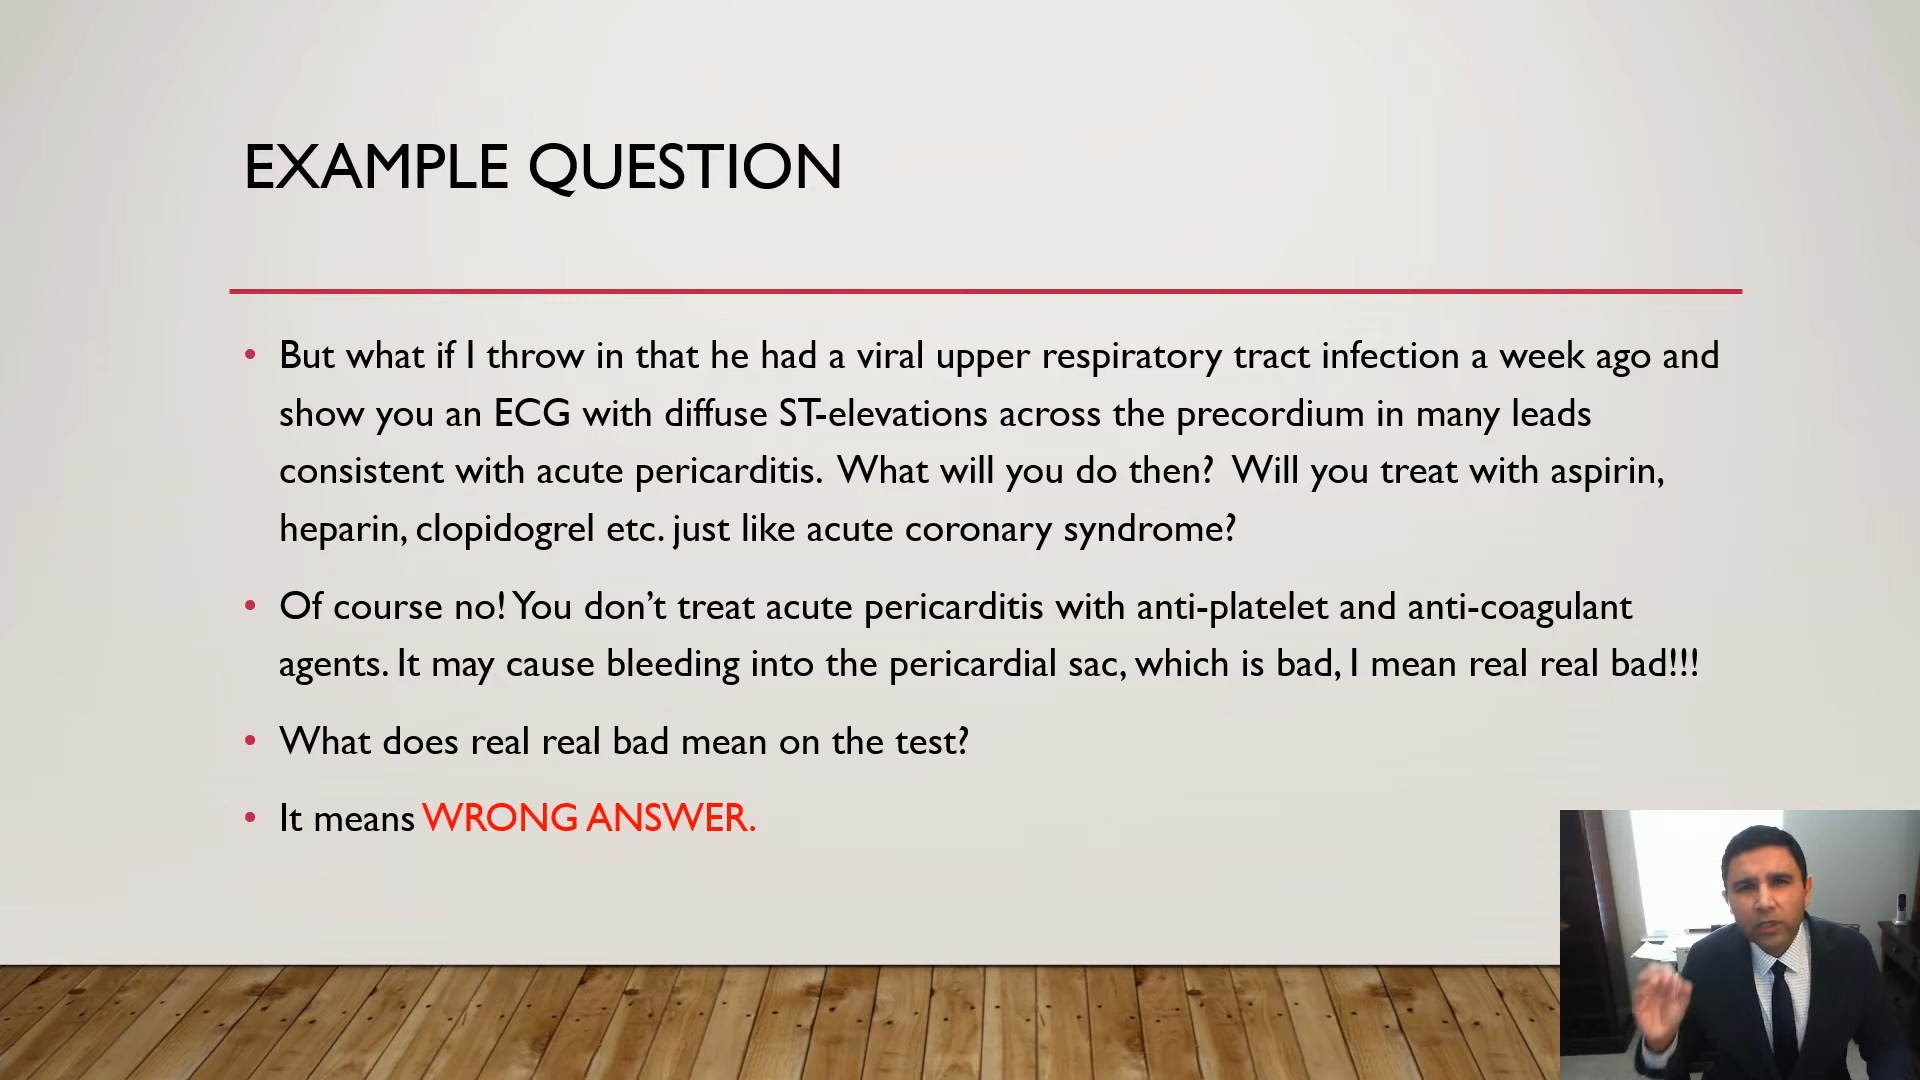 EXAMPLE QUESTION
• But what if I throw in that he had a viral upper respiratory tract infection a week ago and
show you an ECG with diffuse ST-elevations across the precordium in many leads
consistent with acute pericarditis.  What will you do then?  Will you treat with aspirin,
heparin, clopidogrel etc. just like acute coronary syndrome?
• Of course no! You don’t treat acute pericarditis with anti-platelet and anti-coagulant
agents. It may cause bleeding into the pericardial sac, which is bad, I mean real real bad!!!
• What does real real bad mean on the test?
• It means WRONG ANSWER.